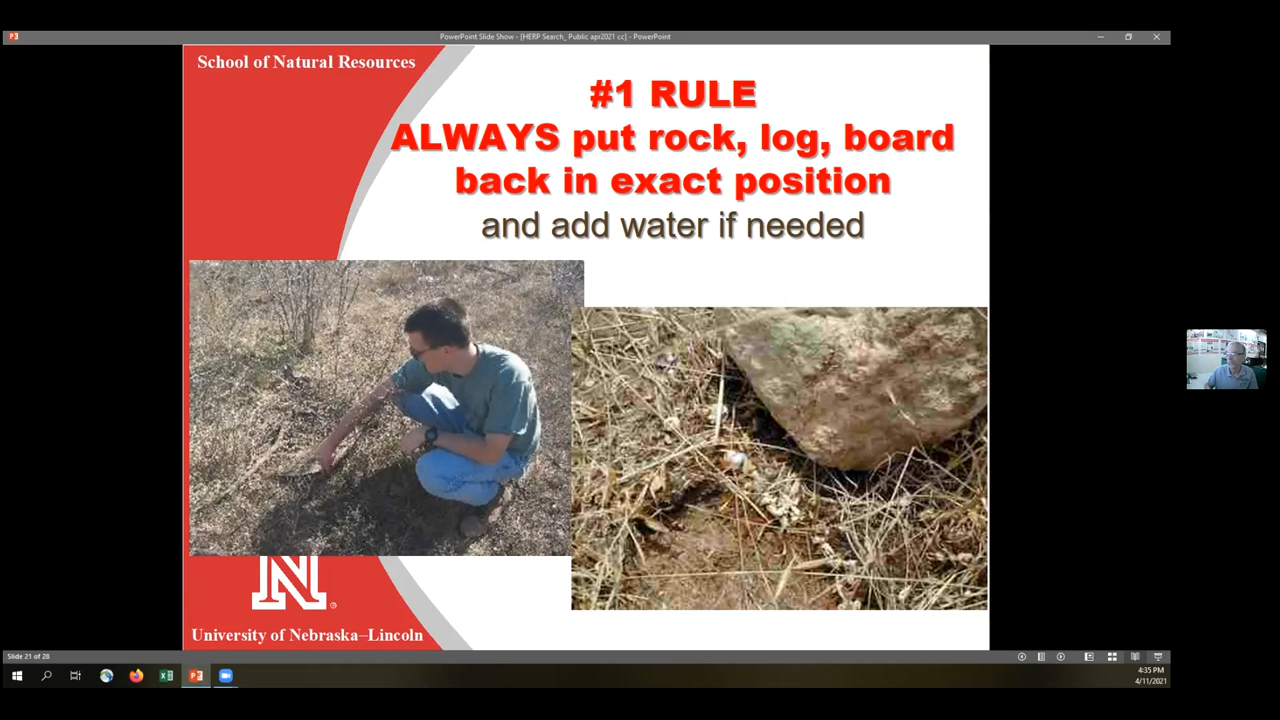 PowerPoint Slide Show - [HERP Search_ Public apr2021 cc] - PowerPoint
School of Natural Resources
#1 RULE
ALWAYS put rock, log, board
back in exact position
and add water if needed
N
University of Nebraska–Lincoln
Slide 21 of 28
4:35 PM
4/11/2021